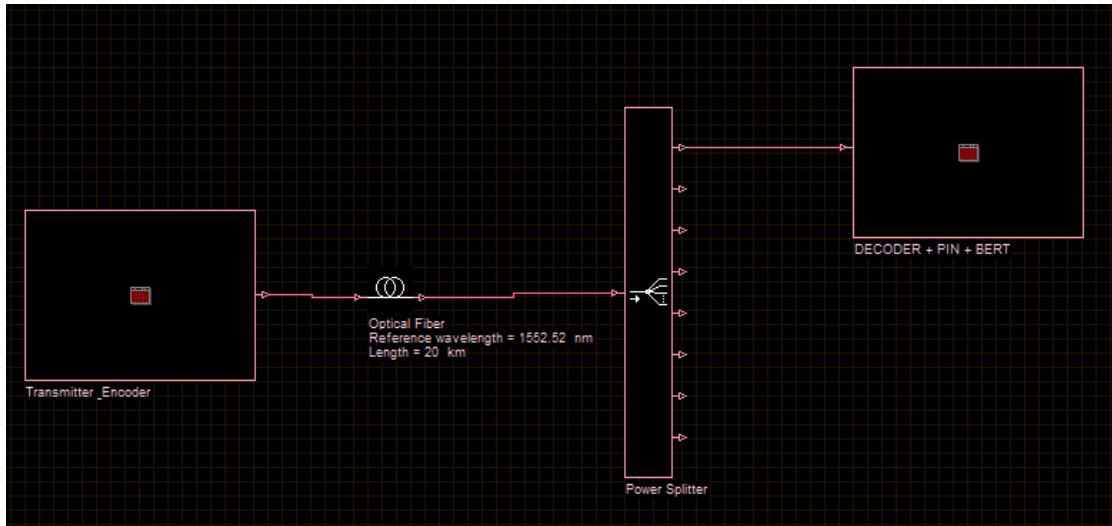 DECODER + PIN + BERT
Optical Fiber
Reference wavelength = 1552.52 nm
Length = 20 km
Transmitter _Encoder
Power Splitter